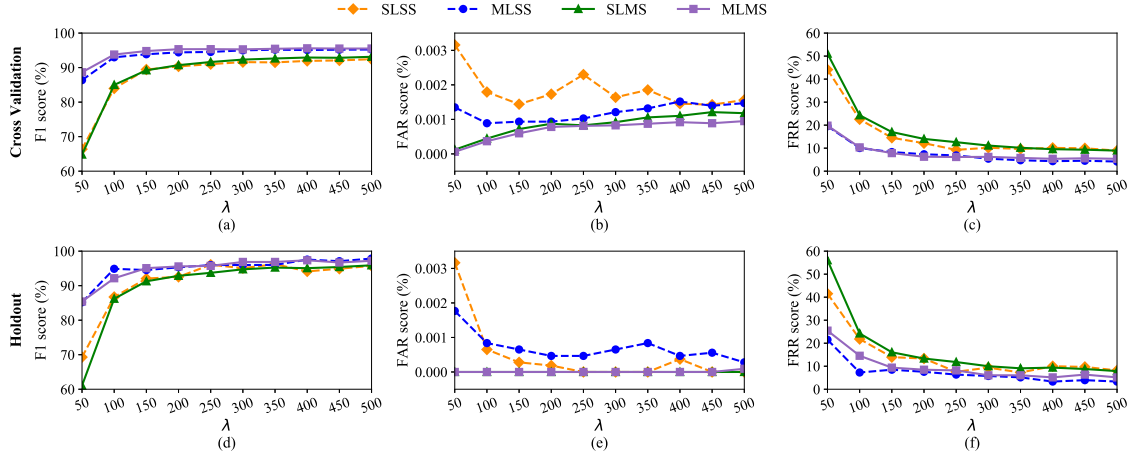 SLSS MLSS SLMS MLMS
Cross Validation
F1 score (%)
100
90
80
70
60
50 100 150 200 250 300 350 400 450 500
λ
(a)
FAR score (%)
0.003
0.002
0.001
0.000
50 100 150 200 250 300 350 400 450 500
λ
(b)
FRR score (%)
60
50
40
30
20
10
0
50 100 150 200 250 300 350 400 450 500
λ
(c)
Holdout
F1 score (%)
100
90
80
70
60
50 100 150 200 250 300 350 400 450 500
λ
(d)
FAR score (%)
0.003
0.002
0.001
0.000
50 100 150 200 250 300 350 400 450 500
λ
(e)
FRR score (%)
60
50
40
30
20
10
0
50 100 150 200 250 300 350 400 450 500
λ
(f)